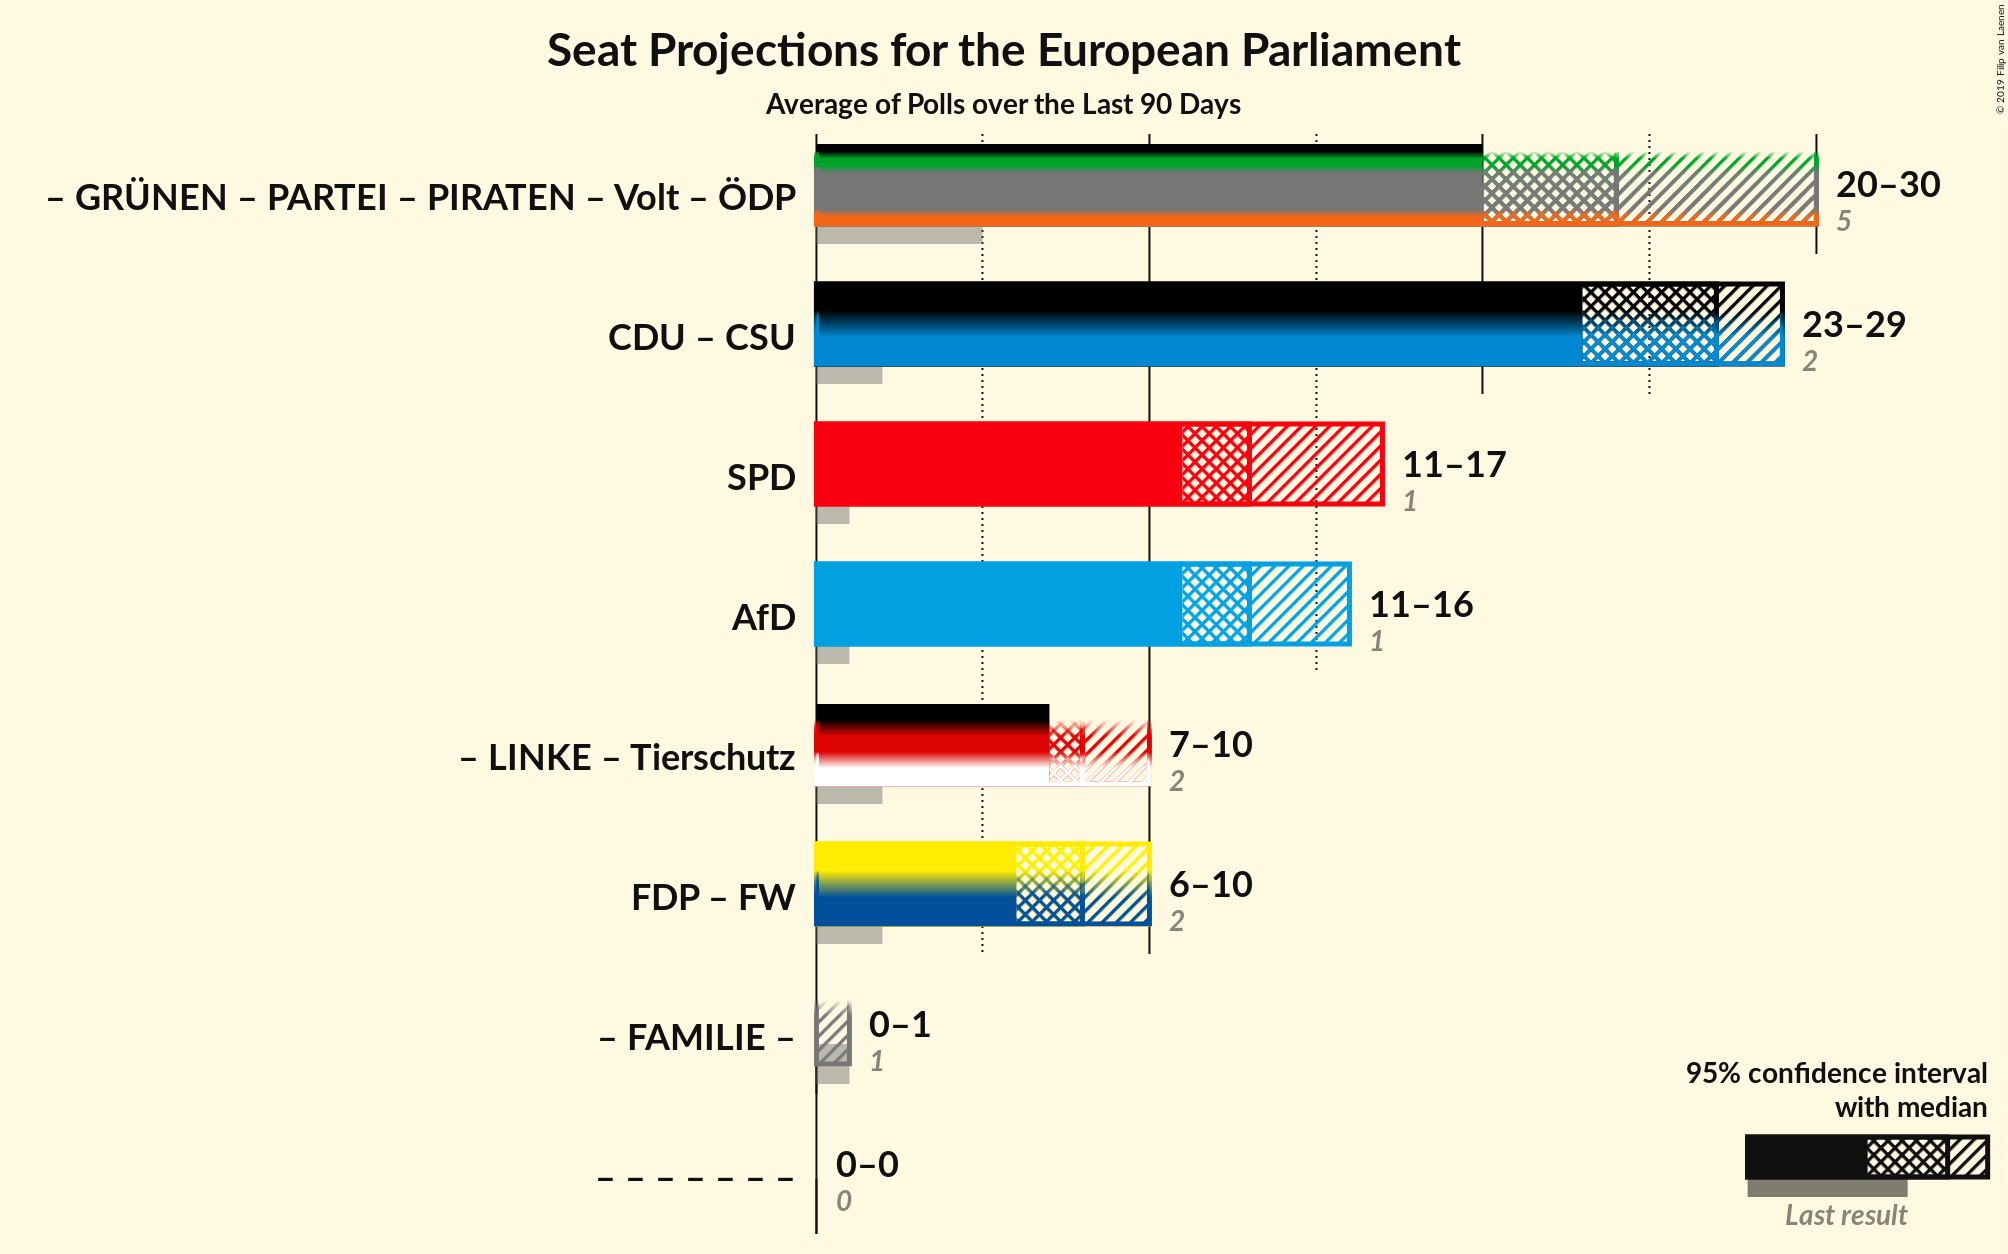 Seat Projections for the European Parliament
Average of Polls over the Last 90 Days
© 2019 Filip van Laenen
– GRÜNEN – PARTEI – PIRATEN – Volt – ÖDP
20–30
5
CDU – CSU
23–29
2
SPD
11–17
1
AfD
11–16
1
– LINKE – Tierschutz
7–10
2
FDP – FW
6–10
2
– FAMILIE –
0–1
1
– – – – – – –
0–0
0
95% confidence interval
with median
Last result